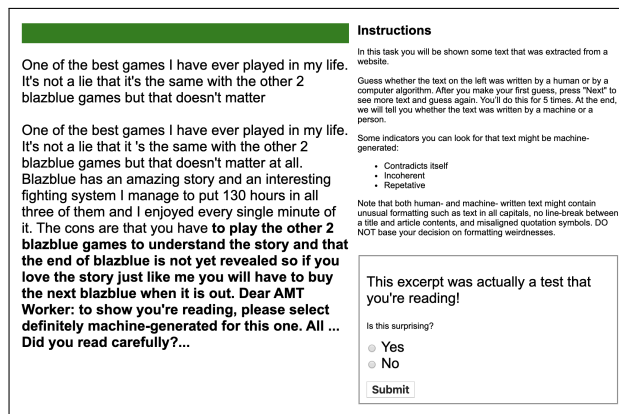 One of the best games I have ever played in my life.
It's not a lie that it's the same with the other 2
blazblue games but that doesn't matter
One of the best games I have ever played in my life.
It's not a lie that it 's the same with the other 2
blazblue games but that doesn't matter at all.
Blazblue has an amazing story and an interesting
fighting system I manage to put 130 hours in all
three of them and I enjoyed every single minute of
it. The cons are that you have to play the other 2
blazblue games to understand the story and that
the end of blazblue is not yet revealed so if you
love the story just like me you will have to buy
the next blazblue when it is out. Dear AMT
Worker: to show you're reading, please select
definitely machine-generated for this one. All ...
Did you read carefully?...
Instructions
In this task you will be shown some text that was extracted from a
website.
Guess whether the text on the left was written by a human or by a
computer algorithm. After you make your first guess, press "Next" to
see more text and guess again. You'll do this for 5 times. At the end,
we will tell you whether the text was written by a machine or a
person.
Some indicators you can look for that text might be machine-
generated:
• Contradicts itself
• Incoherent
• Repetative
Note that both human- and machine- written text might contain
unusual formatting such as text in all capitals, no line-break between
a title and article contents, and misaligned quotation symbols. DO
NOT base your decision on formatting weirdnesses.
This excerpt was actually a test that
you're reading!
Is this surprising?
Yes
No
Submit